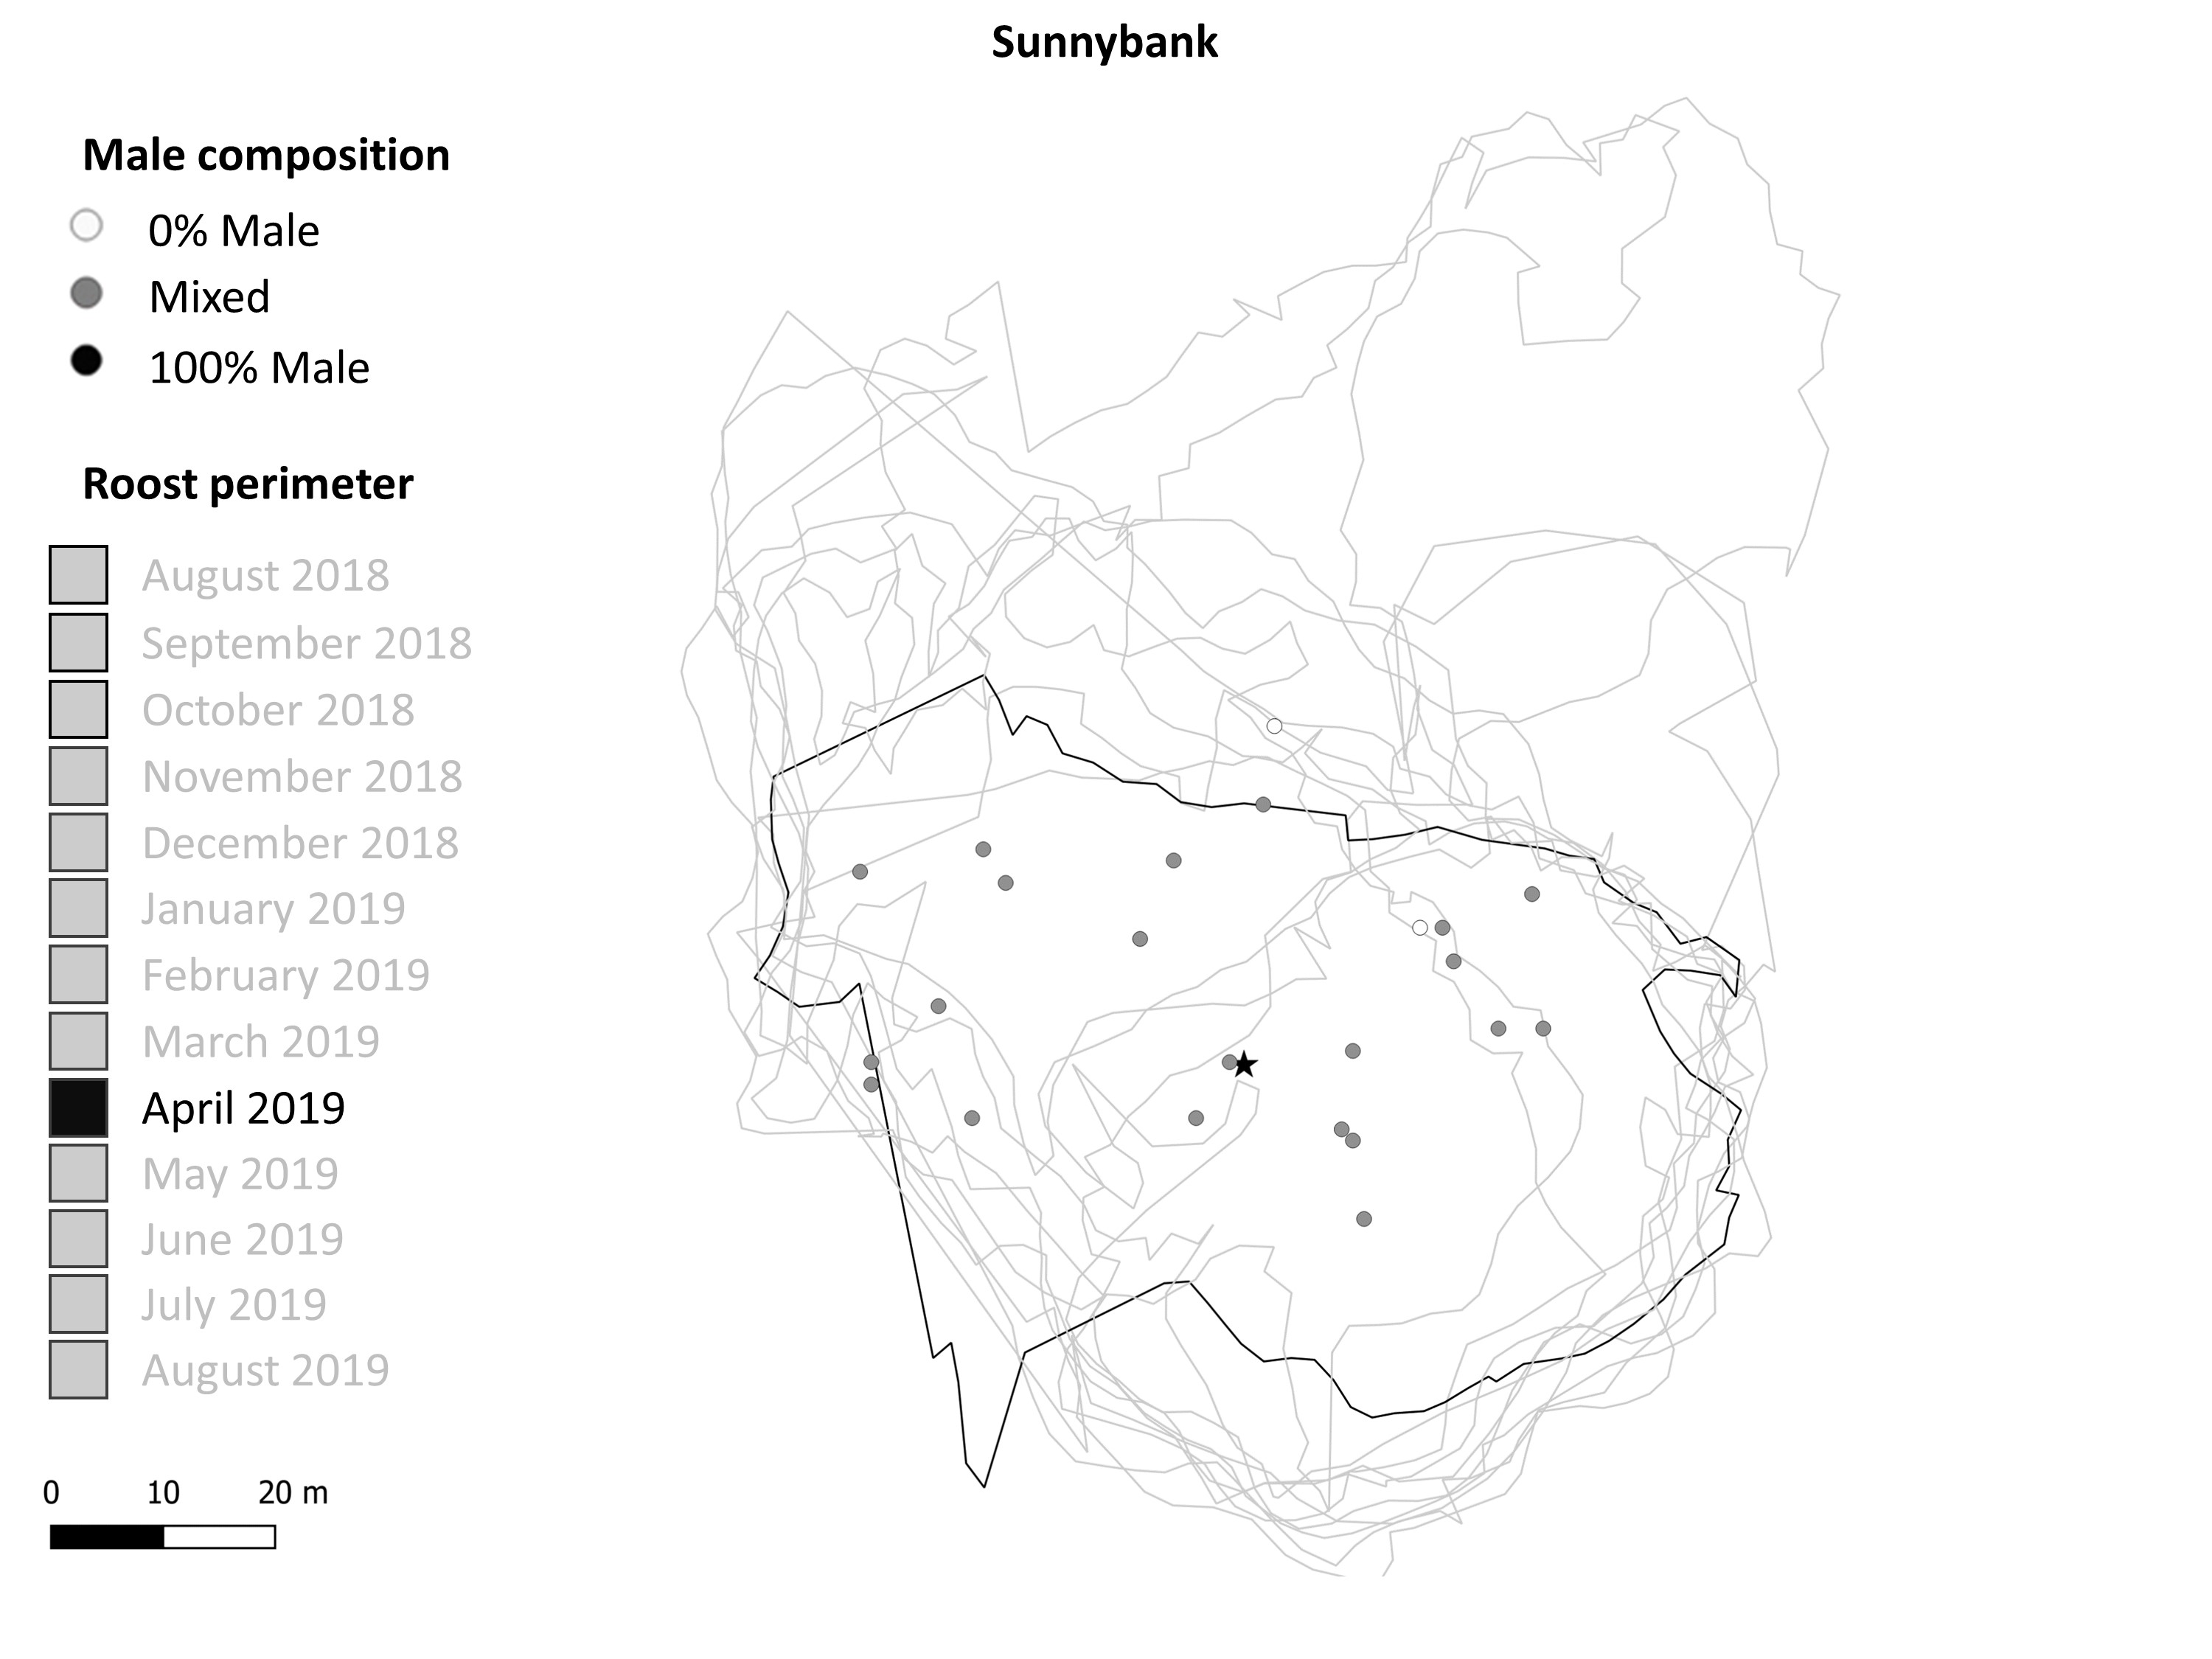 Sunnybank
Male composition
0% Male
Mixed
100% Male
Roost perimeter
August 2018
September 2018
October 2018
November 2018
December 2018
January 2019
February 2019
March 2019
April 2019
May 2019
June 2019
July 2019
August 2019
0 10 20 m